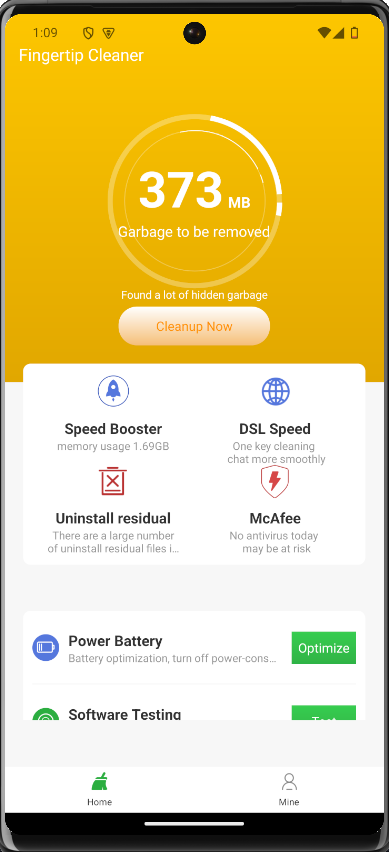 1:09
Fingertip Cleaner
373 MB
Garbage to be removed
Found a lot of hidden garbage
Cleanup Now
Speed Booster
memory usage 1.69GB
DSL Speed
One key cleaning
chat more smoothly
Uninstall residual
There are a large number
of uninstall residual files i...
McAfee
No antivirus today
may be at risk
Power Battery
Battery optimization, turn off power-cons...
Optimize
Software Testing
Test
Home
Mine